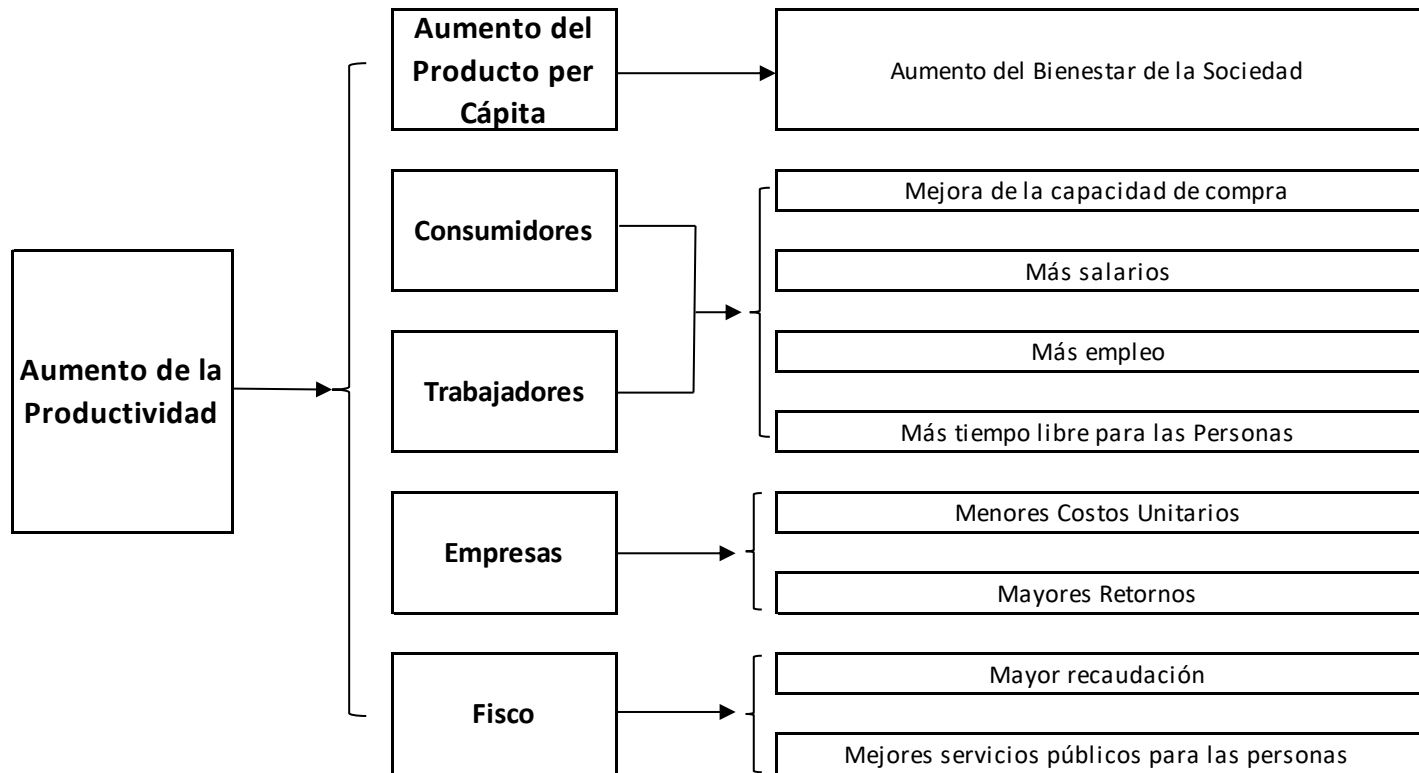 Aumento de la
Productividad
Aumento del
Producto per
Cápita
Aumento del Bienestar de la Sociedad
Consumidores
Trabajadores
Mejora de la capacidad de compra
Más salarios
Más empleo
Más tiempo libre para las Personas
Empresas
Menores Costos Unitarios
Mayores Retornos
Fisco
Mayor recaudación
Mejores servicios públicos para las personas